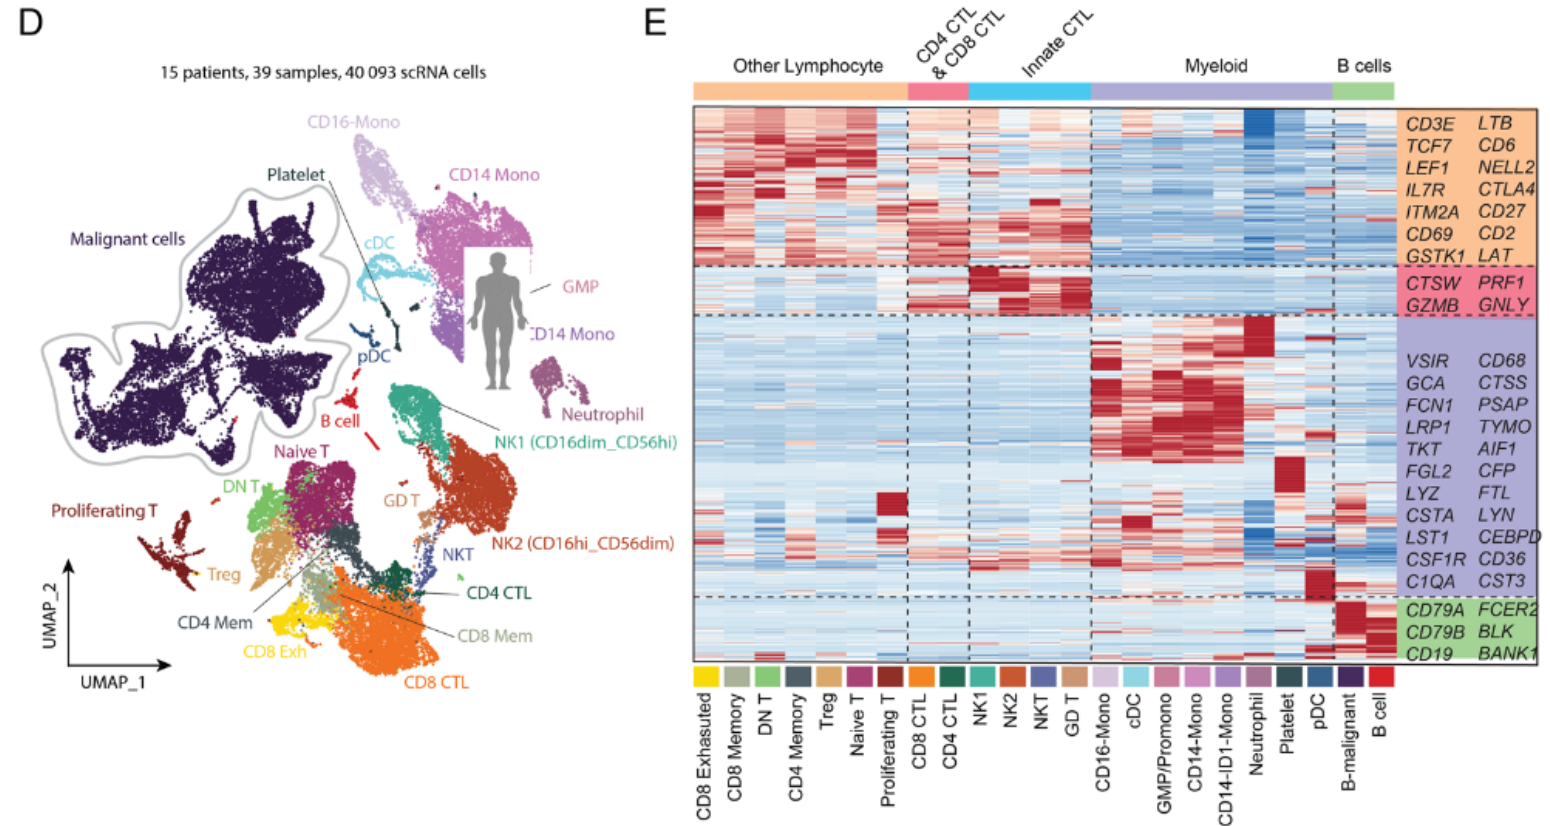 D
15 patients, 39 samples, 40 093 scRNA cells
CD16-Mono
Platelet
CD14 Mono
Malignant cells
cDC
GMP
CD14 Mono
pDC
B cell
Neutrophil
NK1 (CD16dim_CD56hi)
Naive T
DN T
GD T
Proliferating T
NK2 (CD16hi_CD56dim)
NKT
Treg
CD4 CTL
CD4 Mem
CD8 Mem
CD8 Exh
CD8 CTL
UMAP_2
UMAP_1
E
Other Lymphocyte
CD4 CTL
& CD8 CTL
Innate CTL
Myeloid
B cells
CD3E LTB
TCF7 CD6
LEF1 NELL2
IL7R CTLA4
ITM2A CD27
CD69 CD2
GSTK1 LAT
CTSW PRF1
GZMB GNLY
VSIR CD68
GCA CTSS
FCN1 PSAP
LRP1 TYMO
TKT AIF1
FGL2 CFP
LYZ FTL
CSTA LYN
LST1 CEBPD
CSF1R CD36
C1QA CST3
CD79A FCER2
CD79B BLK
CD19 BANK1
CD8 Exhasuted
CD8 Memory
DN T
CD4 Memory
Treg
Naive T
Proliferating T
CD8 CTL
CD4 CTL
NK1
NK2
NKT
GD T
CD16-Mono
cDC
GMP/Promono
CD14-Mono
CD14-ID1-Mono
Neutrophil
Platelet
pDC
B-malignant
B cell